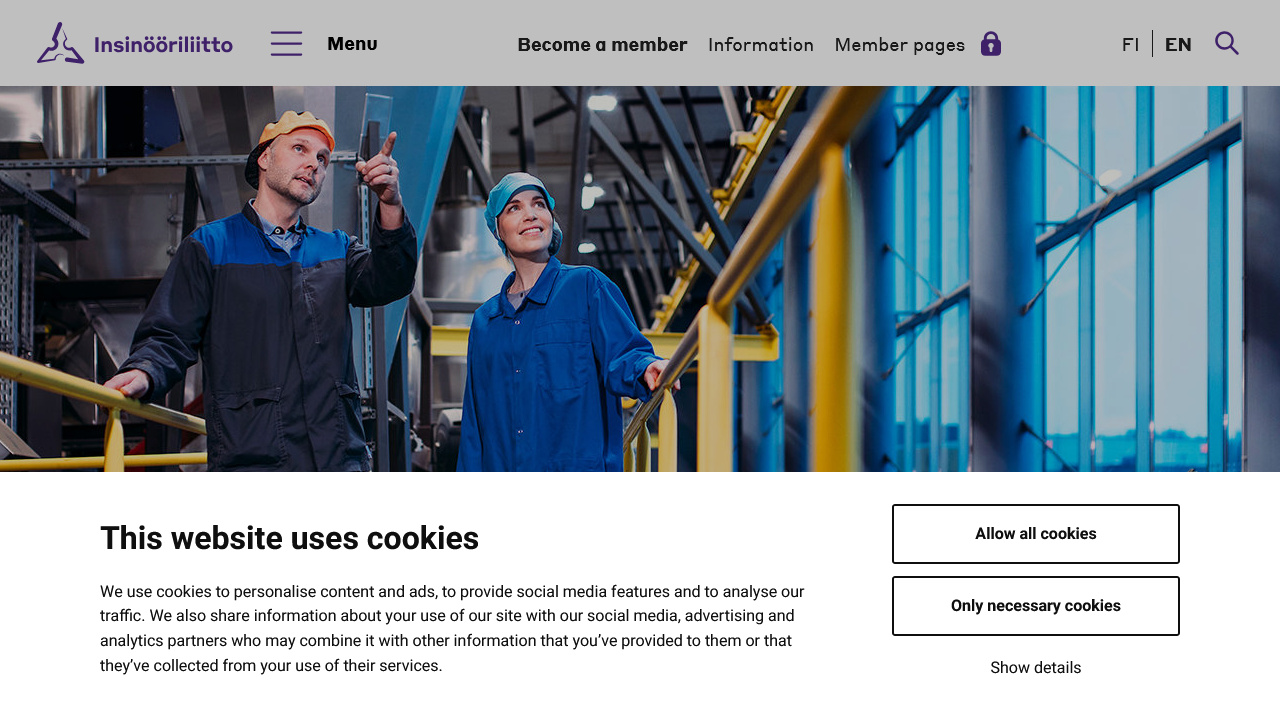 Insinööriliitto
Menu
Become a member
Information
Member pages
FI
EN
This website uses cookies
We use cookies to personalise content and ads, to provide social media features and to analyse our
traffic. We also share information about your use of our site with our social media, advertising and
analytics partners who may combine it with other information that you’ve provided to them or that
they’ve collected from your use of their services.
Allow all cookies
Only necessary cookies
Show details